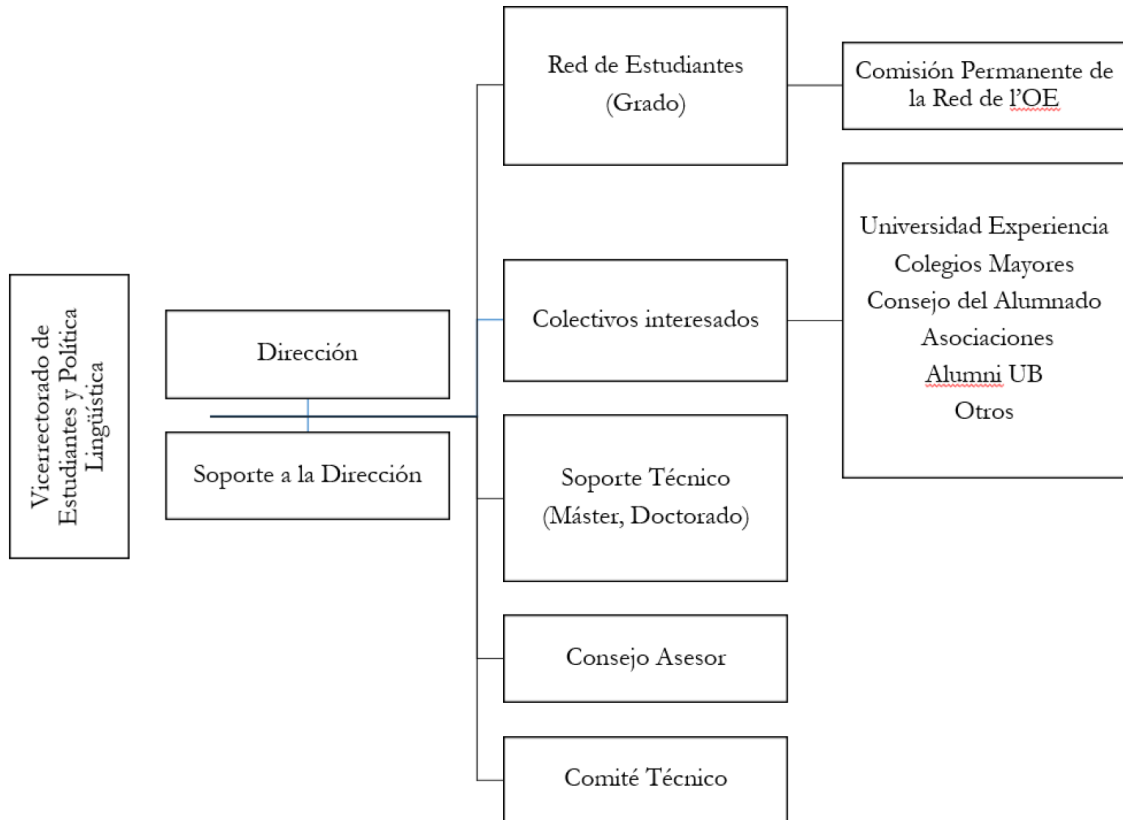 Vicerrectorado de
Estudiantes y Política
Lingüística
Dirección
Soporte a la Dirección
Red de Estudiantes
(Grado)
Colectivos interesados
Soporte Técnico
(Máster, Doctorado)
Consejo Asesor
Comité Técnico
Comisión Permanente de
la Red de l'OE
Universidad Experiencia
Colegios Mayores
Consejo del Alumnado
Asociaciones
Alumni UB
Otros